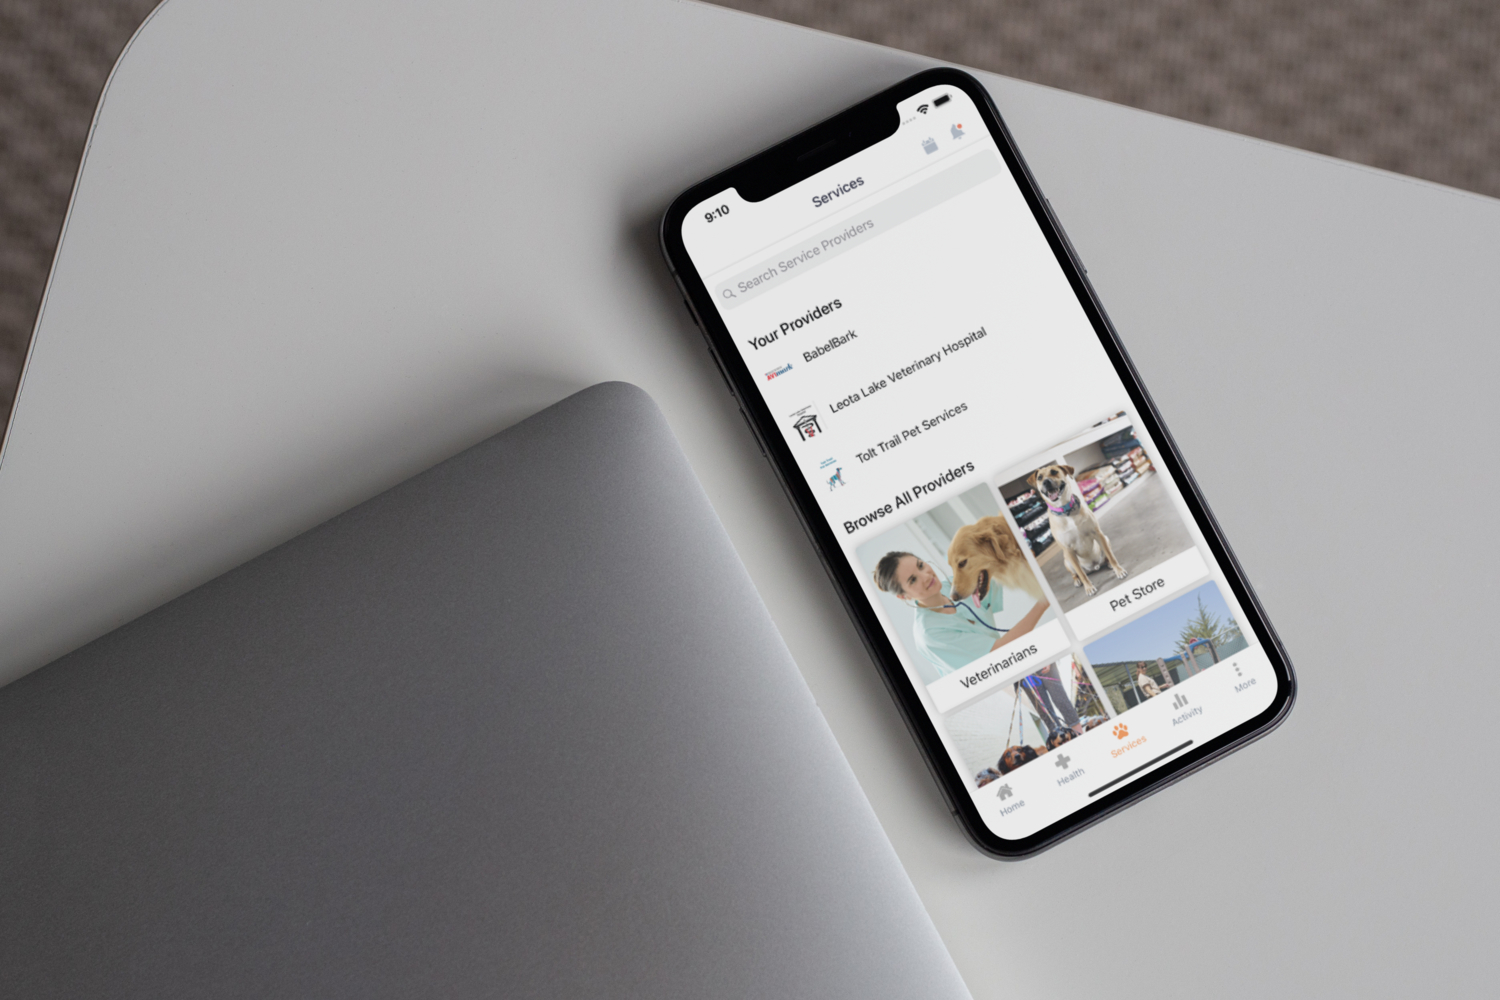 9:10
Services
Search Service Providers
Your Providers
BabelBark
Leota Lake Veterinary Hospital
Tolt Trail Pet Services
Browse All Providers
Veterinarians
Pet Store
Home
Health
Services
Activity
More